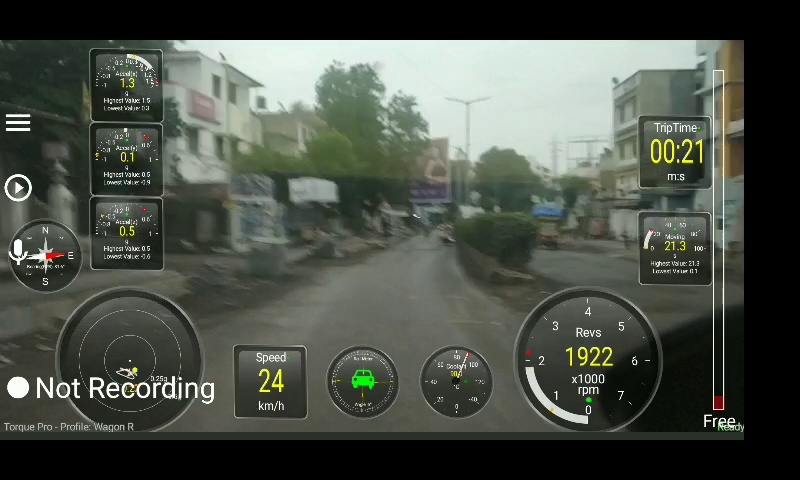 Accel(x)
1.3
g
Highest Value: 1.5
Lowest Value: 0.3
Accel(y)
0.1
g
Highest Value: 0.5
Lowest Value: -0.9
Accel(z)
0.5
g
Highest Value: 0.5
Lowest Value: -0.6
TripTime
00:21
m:s
Moving
21.3
s
Highest Value: 21.3
Lowest Value: 0.1
N
E
S
Speed
24
km/h
Coolant
Revs
1922
x1000
rpm
0
1
2
3
4
5
6
7
Not Recording
Free
Ready
Torque Pro - Profile: Wagon R